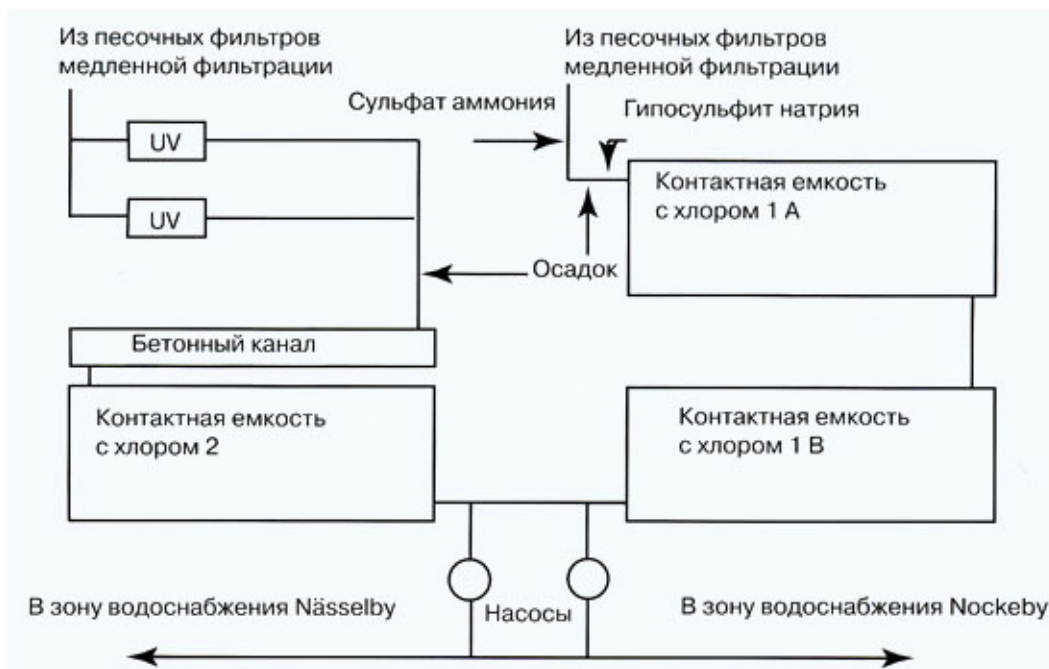 Из песочных фильтров
медленной фильтрации
Из песочных фильтров
медленной фильтрации
Сульфат аммония
Гипосульфит натрия
UV
UV
Контактная емкость
с хлором 1 А
Осадок
Бетонный канал
Контактная емкость
с хлором 2
Контактная емкость
с хлором 1 В
В зону водоснабжения Nässelby
Насосы
В зону водоснабжения Nockeby